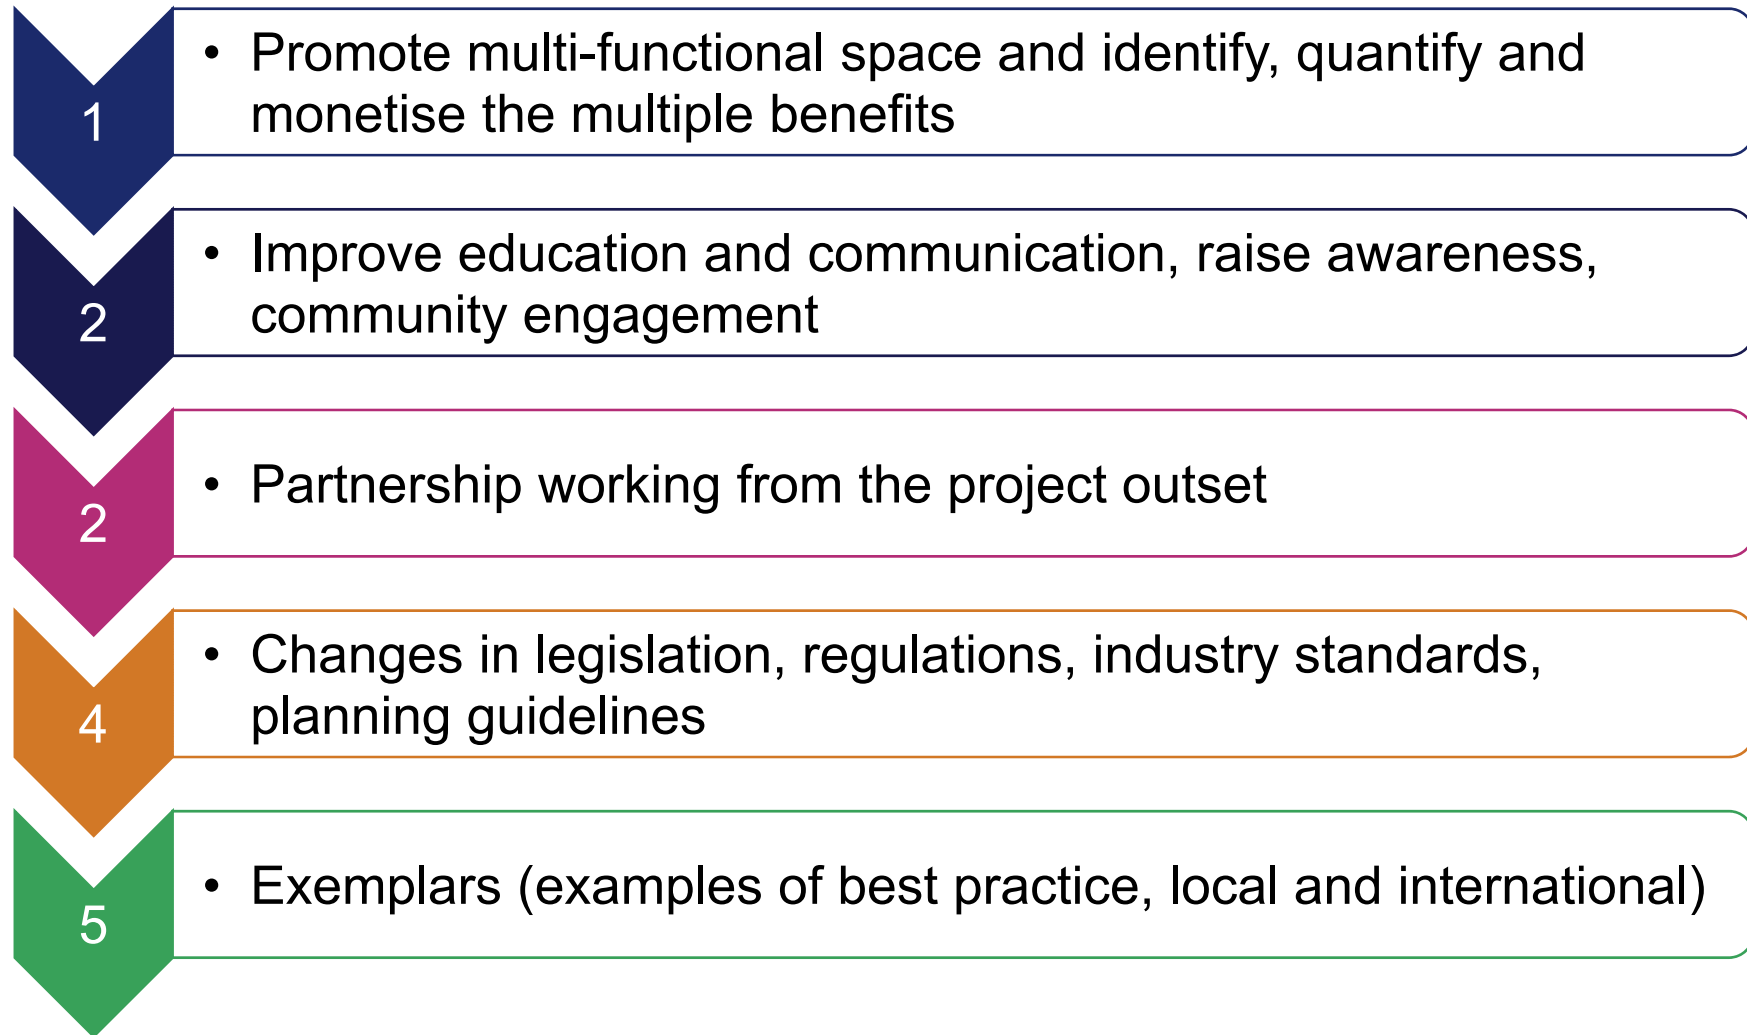 1
• Promote multi-functional space and identify, quantify and
monetise the multiple benefits
2
• Improve education and communication, raise awareness,
community engagement
2
• Partnership working from the project outset
4
• Changes in legislation, regulations, industry standards,
planning guidelines
5
• Exemplars (examples of best practice, local and international)